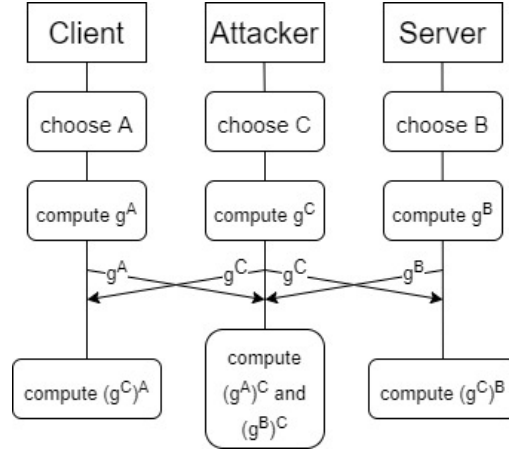 Client Attacker Server
choose A choose C choose B
compute g^A compute g^C compute g^B
g^A g^C g^C g^B
compute (g^C)^A
compute
(g^A)^C and
(g^B)^C
compute (g^C)^B